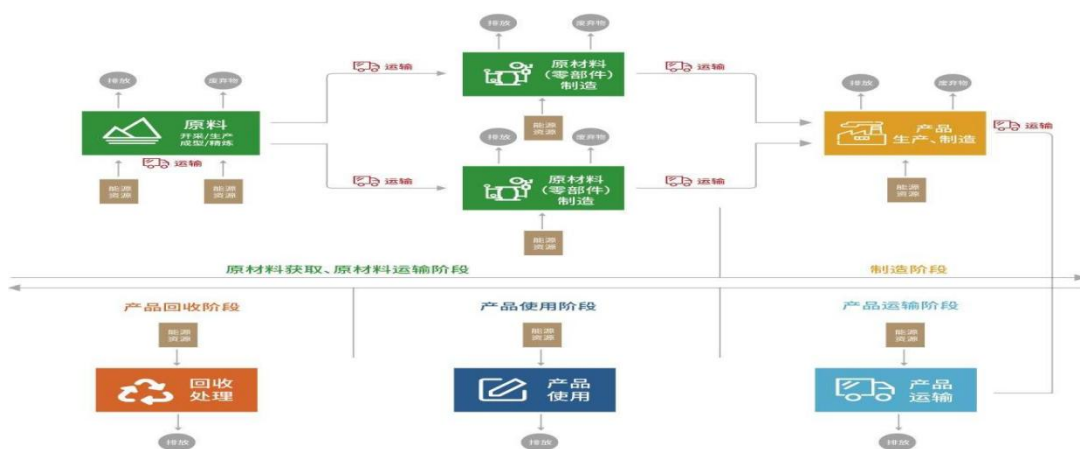 排放
废弃物
原材料
(零部件)
制造
运输
运输
能源
资源
排放
废弃物
原料
开采/生产
成型/精炼
运输
能源
资源
能源
资源
排放
废弃物
原材料
(零部件)
制造
运输
运输
能源
资源
排放
废弃物
产品
生产、制造
运输
能源
资源
原材料获取、原材料运输阶段
制造阶段
产品回收阶段
产品使用阶段
产品运输阶段
能源
资源
能源
资源
能源
资源
回收
处理
产品
使用
产品
运输
排放
排放
排放